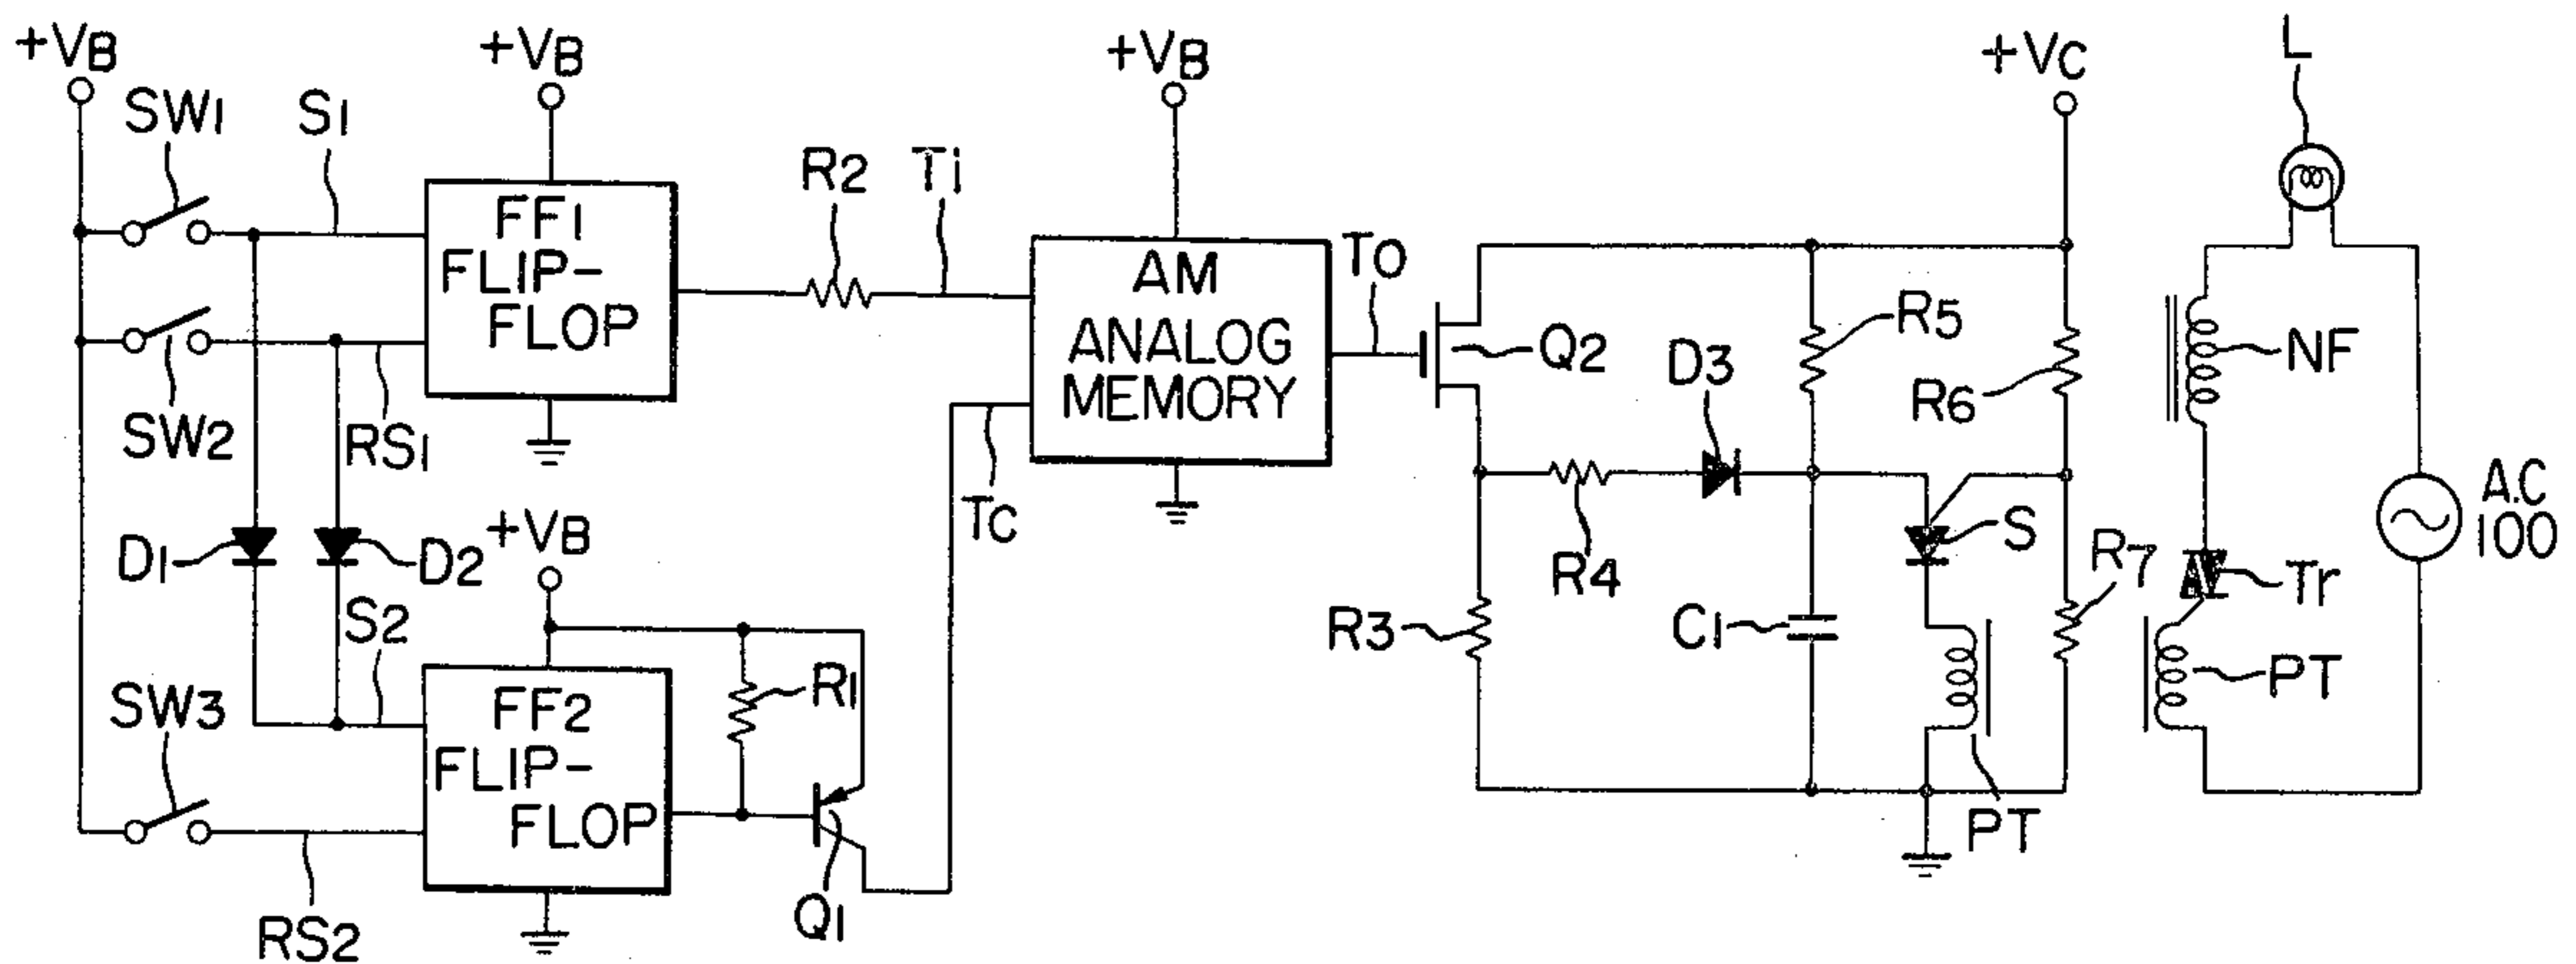 +VB
+VB
+VB
+VC
L
SW1
S1
R2
Ti
FF1
FLIP-
FLOP
AM
ANALOG
MEMORY
TO
Q2
R5
R6
NF
SW2
RS1
D3
TC
A.C
100
D1
D2
+VB
R4
S
R7
Tr
S2
R3
C1
SW3
FF2
FLIP-
FLOP
R1
PT
PT
Q1
RS2